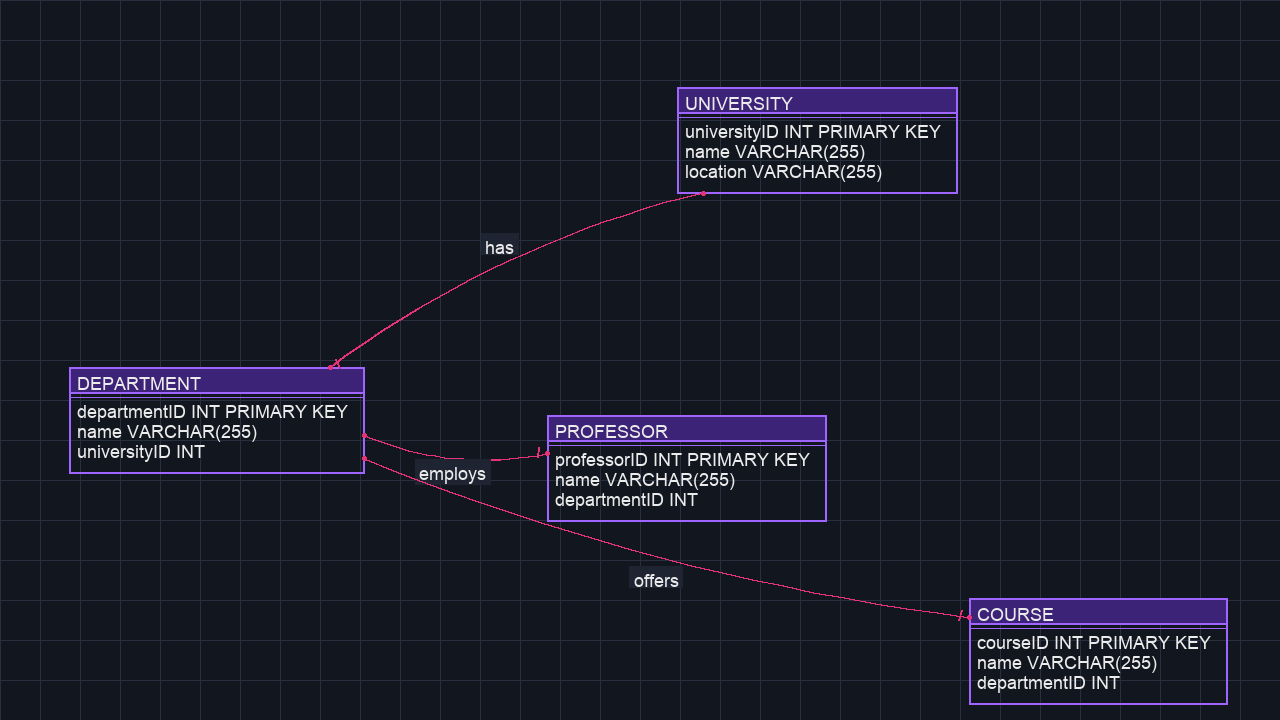 UNIVERSITY
universityID INT PRIMARY KEY
name VARCHAR(255)
location VARCHAR(255)
has
DEPARTMENT
departmentID INT PRIMARY KEY
name VARCHAR(255)
universityID INT
employs
PROFESSOR
professorID INT PRIMARY KEY
name VARCHAR(255)
departmentID INT
offers
COURSE
courseID INT PRIMARY KEY
name VARCHAR(255)
departmentID INT